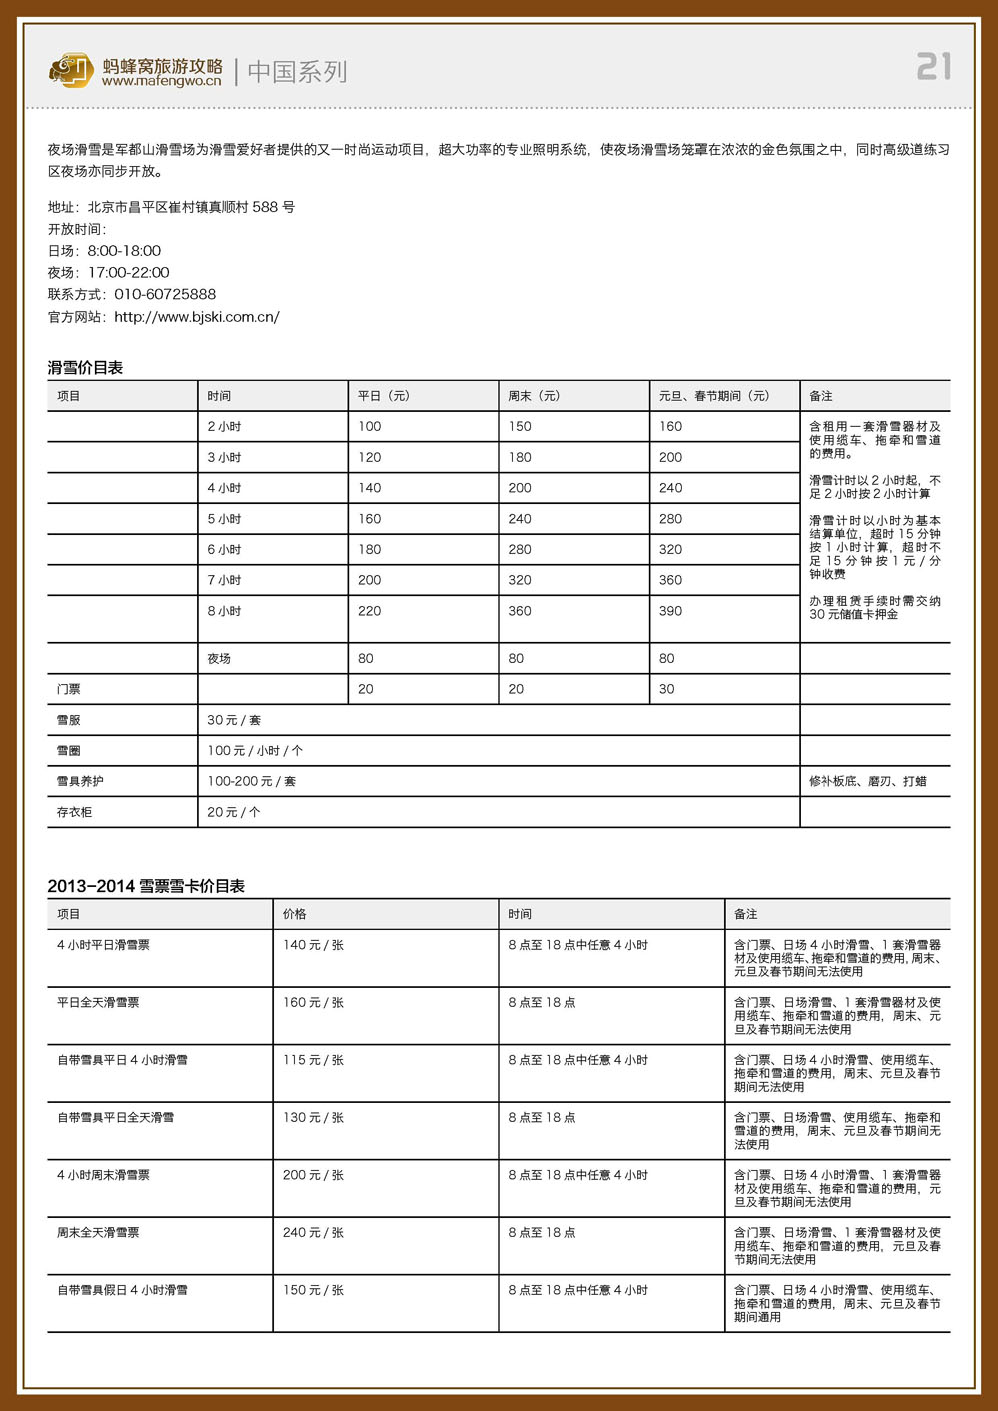 蚂蜂窝旅游攻略
www.mafengwo.cn
中国系列
21
夜场滑雪是军都山滑雪场为滑雪爱好者提供的又一时尚运动项目，超大功率的专业照明系统，使夜场滑雪场笼罩在浓浓的金色氛围之中，同时高级道练习
区夜场亦同步开放。
地址：北京市昌平区崔村镇真顺村 588 号
开放时间：
日场：8:00-18:00
夜场：17:00-22:00
联系方式：010-60725888
官方网站：http://www.bjski.com.cn/
滑雪价目表
项目 时间 平日（元） 周末（元） 元旦、春节期间（元） 备注
2 小时 100 150 160
3 小时 120 180 200
4 小时 140 200 240
5 小时 160 240 280
6 小时 180 280 320
7 小时 200 320 360
8 小时 220 360 390
含租用一套滑雪器材及
使用缆车、拖牵和雪道
的费用。
滑雪计时以 2 小时起，不
足 2 小时按 2 小时计算
滑雪计时以小时为基本
结算单位，超时 15 分钟
按 1 小时计算，超时不
足 15 分钟按 1 元 / 分
钟收费
办理租赁手续时需交纳
30 元储值卡押金
夜场 80 80 80
门票 20 20 30
雪服 30 元 / 套
雪圈 100 元 / 小时 / 个
雪具养护 100-200 元 / 套 修补板底、磨刃、打蜡
存衣柜 20 元 / 个
2013-2014 雪票雪卡价目表
项目 价格 时间 备注
4 小时平日滑雪票 140 元 / 张 8 点至 18 点中任意 4 小时 含门票、日场 4 小时滑雪、1 套滑雪器
材及使用缆车、拖牵和雪道的费用，周末、
元旦及春节期间无法使用
平日全天滑雪票 160 元 / 张 8 点至 18 点 含门票、日场滑雪、1 套滑雪器材及使
用缆车、拖牵和雪道的费用，周末、元
旦及春节期间无法使用
自带雪具平日 4 小时滑雪 115 元 / 张 8 点至 18 点中任意 4 小时 含门票、日场 4 小时滑雪、使用缆车、
拖牵和雪道的费用，周末、元旦及春节
期间无法使用
自带雪具平日全天滑雪 130 元 / 张 8 点至 18 点 含门票、日场滑雪、使用缆车、拖牵和
雪道的费用，周末、元旦及春节期间无
法使用
4 小时周末滑雪票 200 元 / 张 8 点至 18 点中任意 4 小时 含门票、日场 4 小时滑雪、1 套滑雪器
材及使用缆车、拖牵和雪道的费用，元
旦及春节期间无法使用
周末全天滑雪票 240 元 / 张 8 点至 18 点 含门票、日场滑雪、1 套滑雪器材及使
用缆车、拖牵和雪道的费用，元旦及春
节期间无法使用
自带雪具假日 4 小时滑雪 150 元 / 张 8 点至 18 点中任意 4 小时 含门票、日场 4 小时滑雪、使用缆车、
拖牵和雪道的费用，周末、元旦及春节
期间通用